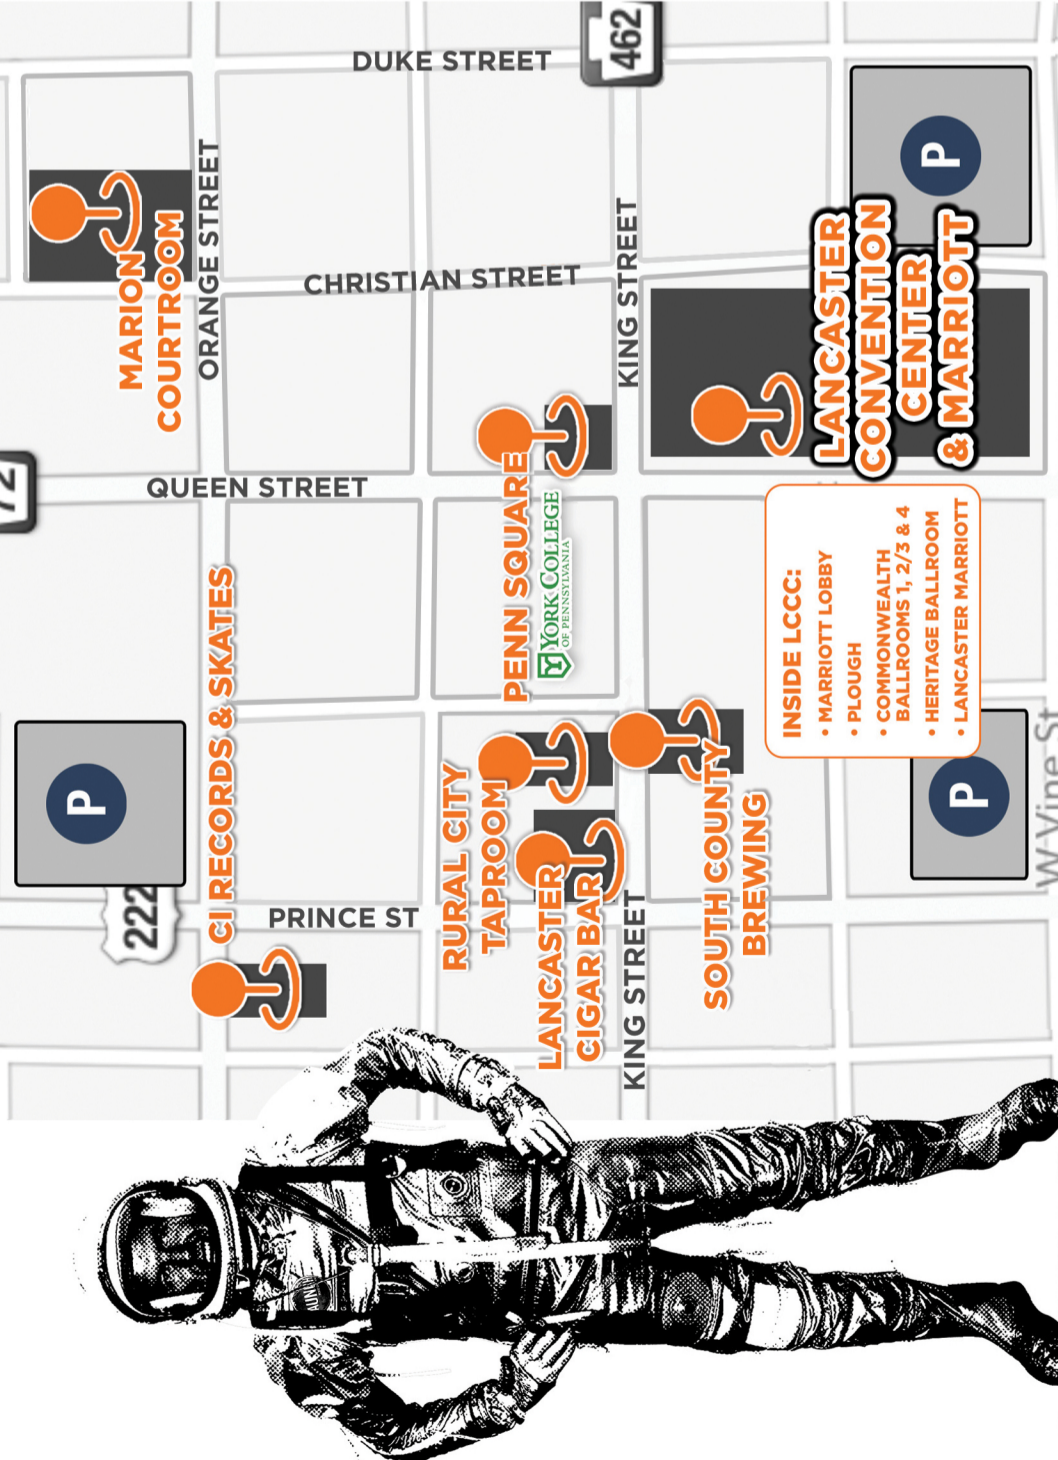 DUKE STREET
462
MARION
COURTROOM
ORANGE STREET
CHRISTIAN STREET
KING STREET
P
LANCASTER
CONVENTION
CENTER
& MARRIOTT
72
QUEEN STREET
PENN SQUARE
YORK COLLEGE
OF PENNSYLVANIA
INSIDE LCCC:
• MARRIOTT LOBBY
• PLOUGH
• COMMONWEALTH
BALLROOMS 1, 2/3 & 4
• HERITAGE BALLROOM
• LANCASTER MARRIOTT
P
CI RECORDS & SKATES
222
PRINCE ST
RURAL CITY
TAPROOM
LANCASTER
CIGAR BAR
KING STREET
SOUTH COUNTY
BREWING
P
W Vine St